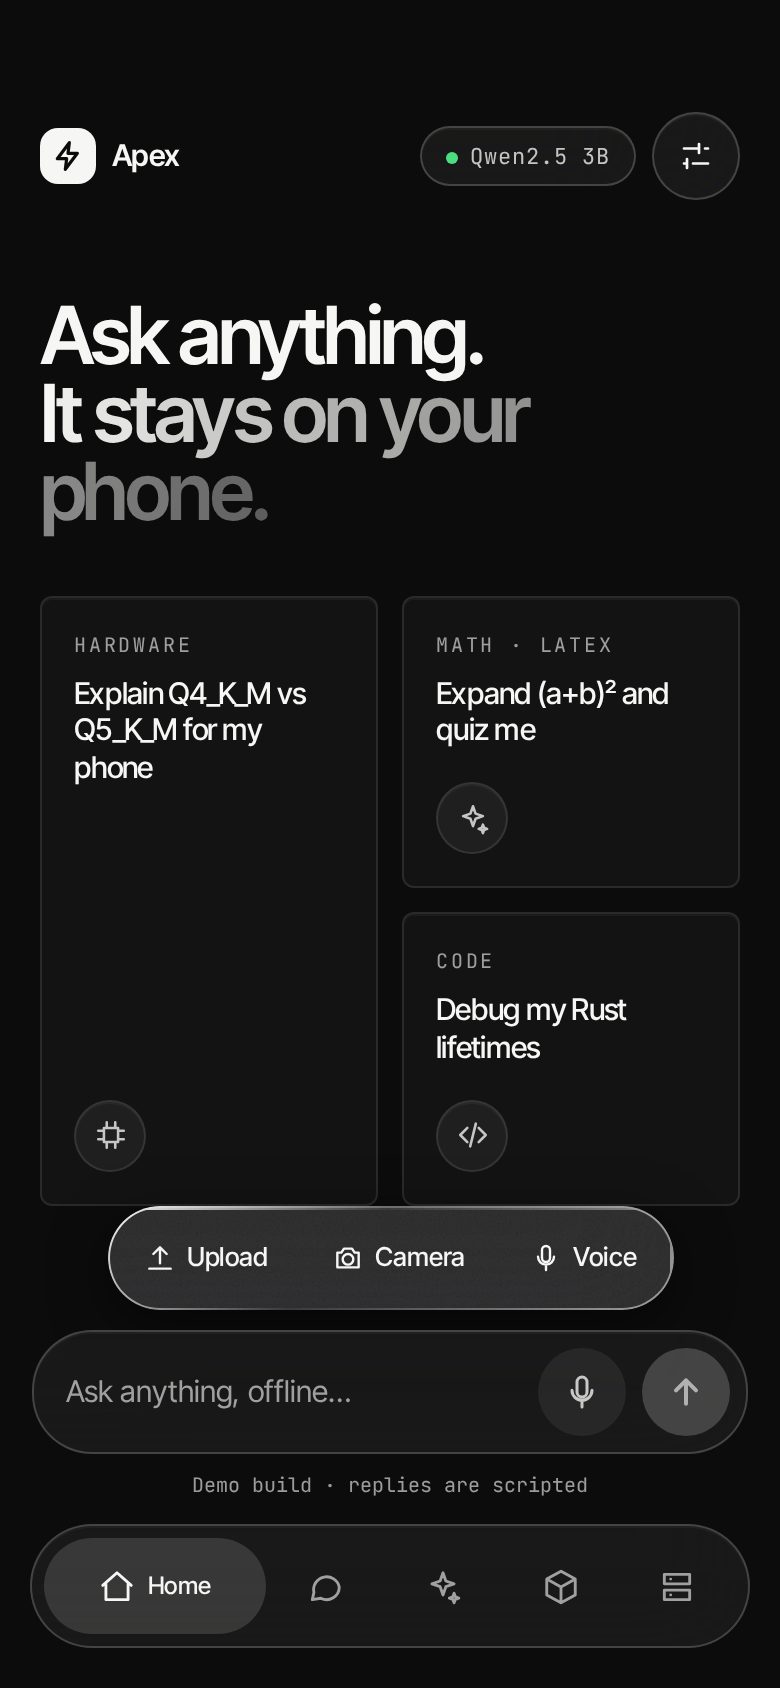 Apex
Qwen2.5 3B
Ask anything.
It stays on your
phone.
HARDWARE
Explain Q4_K_M vs
Q5_K_M for my
phone
MATH · LATEX
Expand (a+b)² and
quiz me
CODE
Debug my Rust
lifetimes
Upload
Camera
Voice
Ask anything, offline...
Demo build · replies are scripted
Home